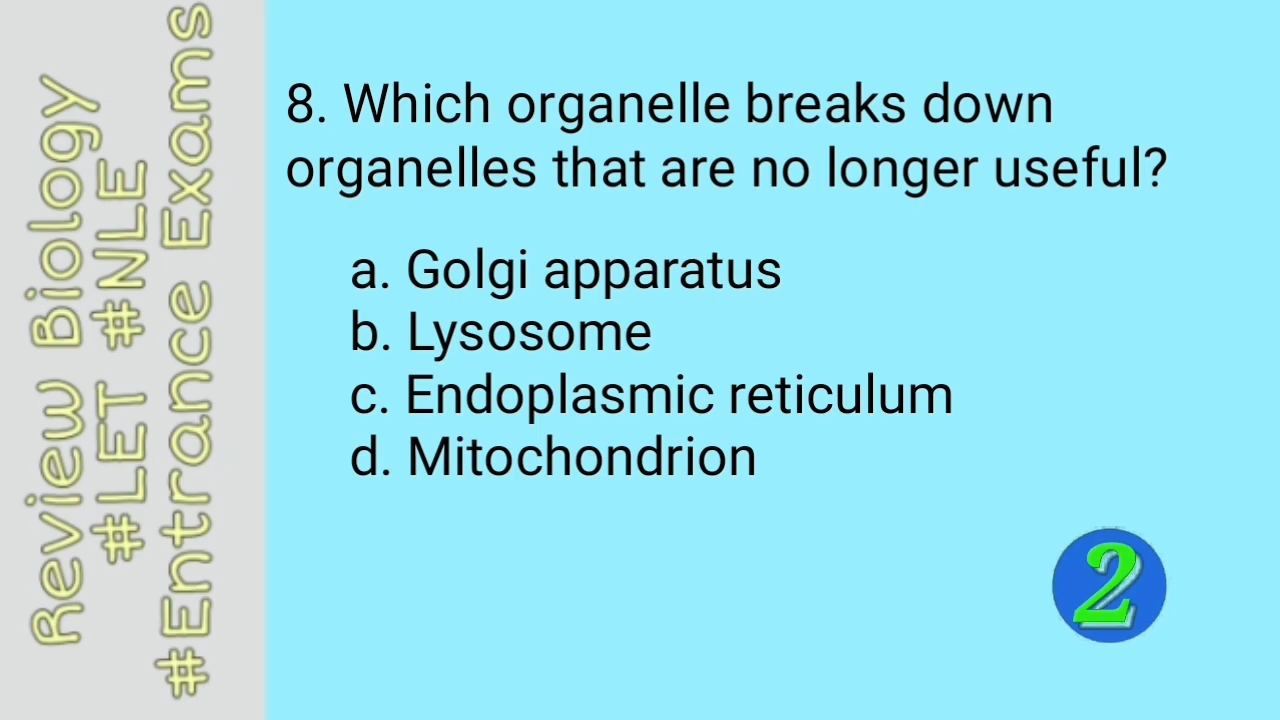 Review Biology
#LET #NLE
#Entrance Exams
8. Which organelle breaks down
organelles that are no longer useful?
a. Golgi apparatus
b. Lysosome
c. Endoplasmic reticulum
d. Mitochondrion
2